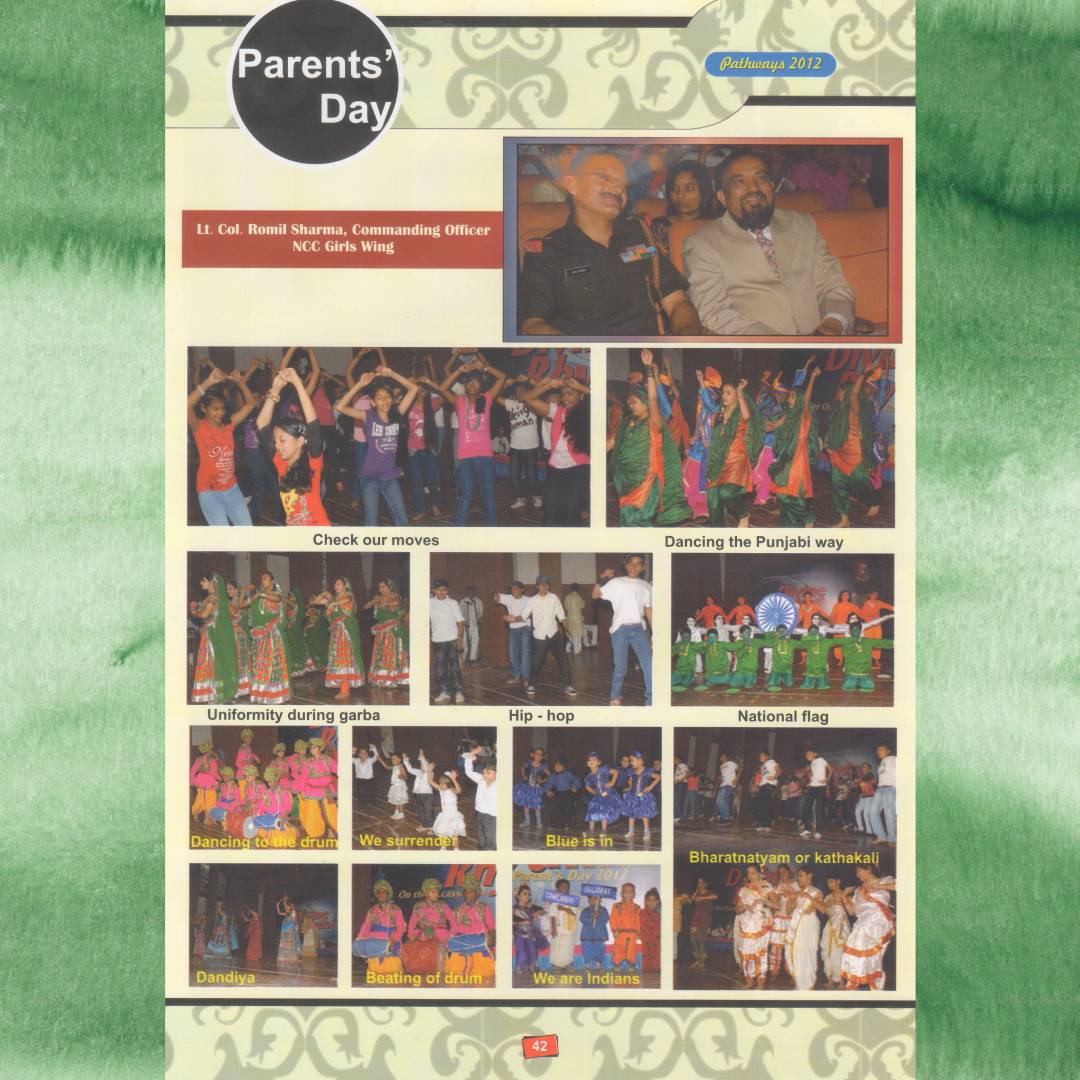 Parents'
Day
Pathways 2012
Lt. Col. Romil Sharma, Commanding Officer
NCC Girls Wing
Check our moves
Dancing the Punjabi way
Uniformity during garba
Hip - hop
National flag
Dancing to the drum
We surrender
Blue is in
Bharatnatyam or kathakali
Parent's Day 2012
TAMILNADU
GUJARAT
Dandiya
Beating of drum
We are Indians
42